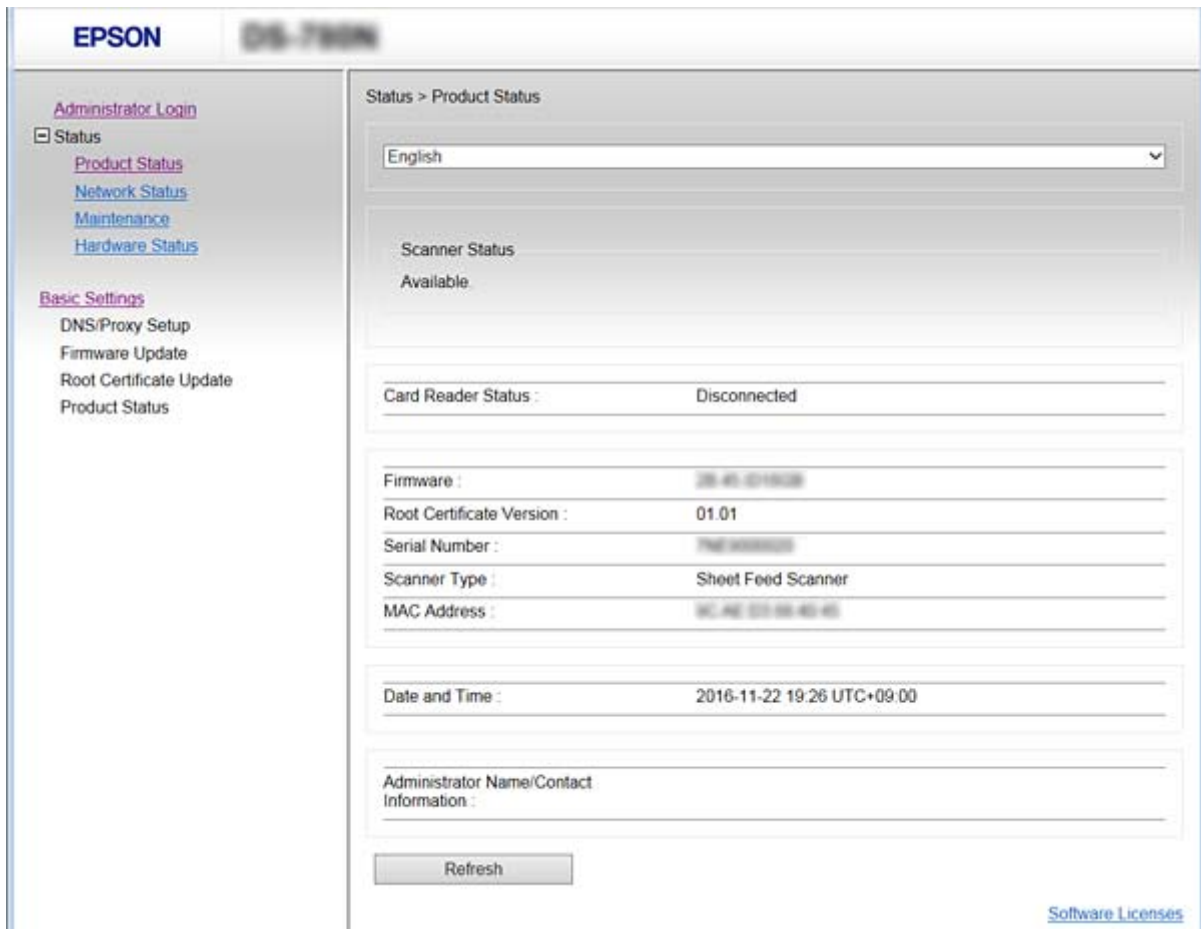 EPSON
Administrator Login
Status
Product Status
Network Status
Maintenance
Hardware Status
Basic Settings
DNS/Proxy Setup
Firmware Update
Root Certificate Update
Product Status
Status > Product Status
English
Scanner Status
Available.
Card Reader Status : Disconnected
Firmware :
Root Certificate Version : 01.01
Serial Number :
Scanner Type : Sheet Feed Scanner
MAC Address :
Date and Time : 2016-11-22 19:26 UTC+09:00
Administrator Name/Contact
Information :
Refresh
Software Licenses